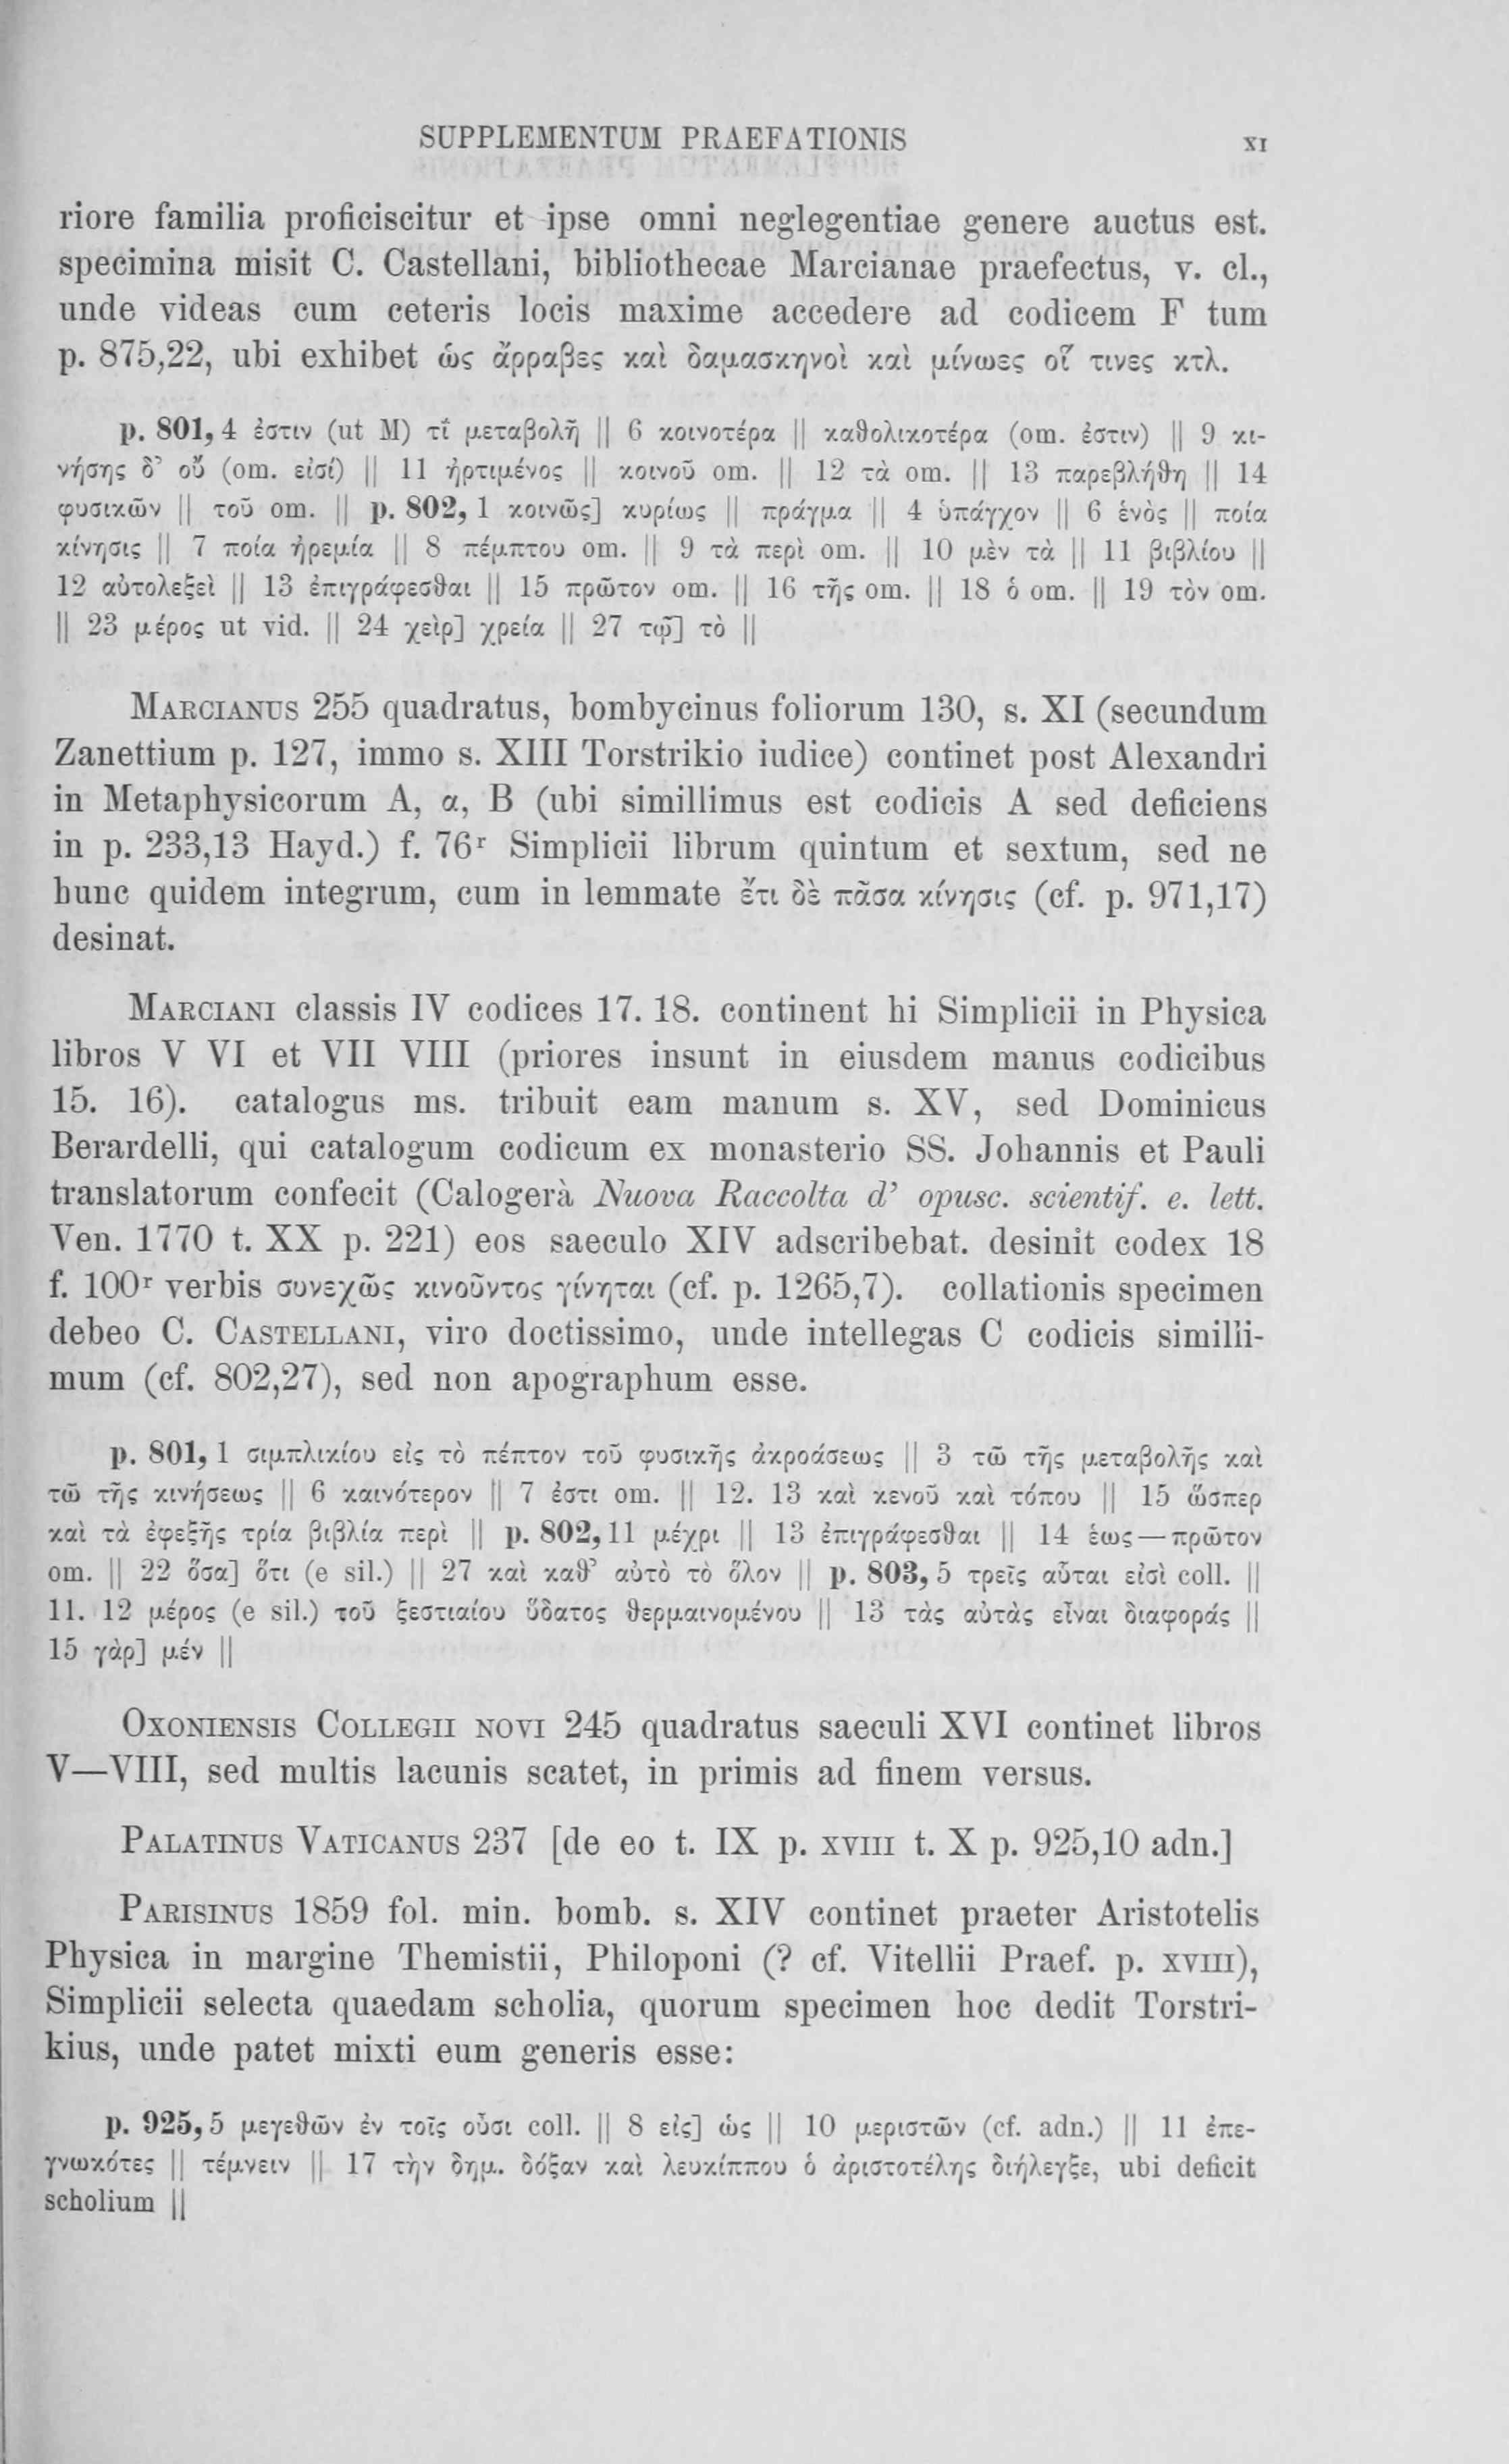 SUPPLEMENTUM PRAEFATIONIS XI
riore familia proficiscitur et ipse omni neglegentiae genere auctus est.
specimina misit C. Castellani, bibliothecae Marcianae praefectus, v. cl.,
unde videas cum ceteris locis maxime accedere ad codicem F tum
p. 875,22, ubi exhibet ὡς ἄρραβες καὶ δαμασκηνοὶ καὶ μίνωες οἵ τινες κτλ.
p. 801, 4 ἐστιν (ut M) τί μεταβολῆ || 6 κοινοτέρα || καθολικοτέρα (om. ἐστιν) || 9 κι-
νήσης δ’ οὔ (om. εἰσί) || 11 ἠρτιμένος || κοινοῦ om. || 12 τὰ om. || 13 παρεβλήθη || 14
φυσικῶν || τοῦ om. || p. 802, 1 κοινῶς] κυρίως || πράγμα || 4 ὑπάγχον || 6 ἑνὸς || ποία
κίνησις || 7 ποία ἠρεμία || 8 πέμπτου om. || 9 τὰ περὶ om. || 10 μὲν τὰ || 11 βιβλίου ||
12 αὐτολεξεὶ || 13 ἐπιγράφεσθαι || 15 πρῶτον om. || 16 τῆς om. || 18 ὁ om. || 19 τὸν om.
|| 23 μέρος ut vid. || 24 χεὶρ] χρεία || 27 τῷ] τὸ ||
MARCIANUS 255 quadratus, bombycinus foliorum 130, s. XI (secundum
Zanettium p. 127, immo s. XIII Torstrikio iudice) continet post Alexandri
in Metaphysicorum A, α, B (ubi simillimus est codicis A sed deficiens
in p. 233,13 Hayd.) f. 76r Simplicii librum quintum et sextum, sed ne
hunc quidem integrum, cum in lemmate ἔτι δὲ πᾶσα κίνησις (cf. p. 971,17)
desinat.
MARCIANI classis IV codices 17. 18. continent hi Simplicii in Physica
libros V VI et VII VIII (priores insunt in eiusdem manus codicibus
15. 16). catalogus ms. tribuit eam manum s. XV, sed Dominicus
Berardelli, qui catalogum codicum ex monasterio SS. Johannis et Pauli
translatorum confecit (Calogerà Nuova Raccolta d’ opusc. scientif. e. lett.
Ven. 1770 t. XX p. 221) eos saeculo XIV adscribebat. desinit codex 18
f. 100r verbis συνεχῶς κινοῦντος γίνηται (cf. p. 1265,7). collationis specimen
debeo C. CASTELLANI, viro doctissimo, unde intellegas C codicis similli-
mum (cf. 802,27), sed non apographum esse.
p. 801, 1 σιμπλικίου εἰς τὸ πέπτον τοῦ φυσικῆς ἀκροάσεως || 3 τῶ τῆς μεταβολῆς καὶ
τῶ τῆς κινήσεως || 6 καινότερον || 7 ἐστι om. || 12. 13 καὶ κενοῦ καὶ τόπου || 15 ὥσπερ
καὶ τὰ ἐφεξῆς τρία βιβλία περὶ || p. 802, 11 μέχρι || 13 ἐπιγράφεσθαι || 14 ἑως — πρῶτον
om. || 22 ὅσα] ὅτι (e sil.) || 27 καὶ καθ’ αὑτὸ τὸ ὅλον || p. 803, 5 τρεῖς αὗται εἰσὶ coll. ||
11. 12 μέρος (e sil.) τοῦ ξεστιαίου ὕδατος θερμαινομένου || 13 τὰς αὐτὰς εἶναι διαφοράς ||
15 γὰρ] μέν ||
OXONIENSIS COLLEGII NOVI 245 quadratus saeculi XVI continet libros
V—VIII, sed multis lacunis scatet, in primis ad finem versus.
PALATINUS VATICANUS 237 [de eo t. IX p. XVIII t. X p. 925,10 adn.]
PARISINUS 1859 fol. min. bomb. s. XIV continet praeter Aristotelis
Physica in margine Themistii, Philoponi (? cf. Vitellii Praef. p. XVIII),
Simplicii selecta quaedam scholia, quorum specimen hoc dedit Torstri-
kius, unde patet mixti eum generis esse:
p. 925, 5 μεγεθῶν ἐν τοῖς οὖσι coll. || 8 εἰς] ὡς || 10 μεριστῶν (cf. adn.) || 11 ἐπε-
γνωκότες || τέμνειν || 17 τὴν δημ. δόξαν καὶ λευκίππου ὁ ἀριστοτέλης διήλεγξε, ubi deficit
scholium ||